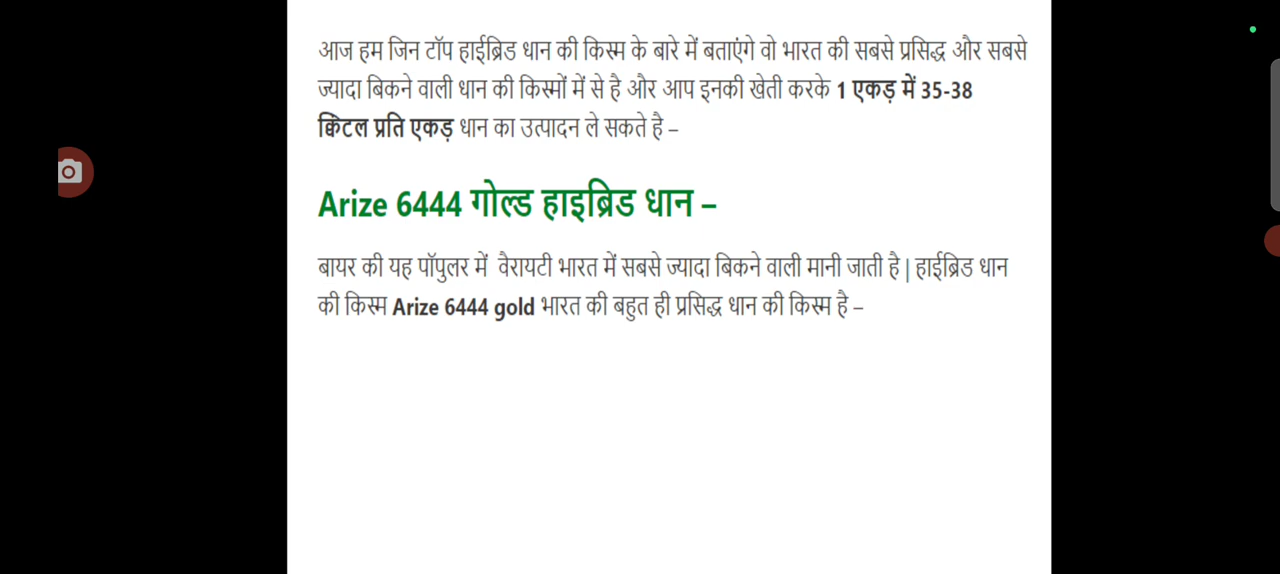 आज हम जिन टॉप हाईब्रिड धान की किस्म के बारे में बताएंगे वो भारत की सबसे प्रसिद्ध और सबसे
ज्यादा बिकने वाली धान की किस्मों में से है और आप इनकी खेती करके 1 एकड़ में 35-38
क्विटल प्रति एकड़ धान का उत्पादन ले सकते है –
Arize 6444 गोल्ड हाइब्रिड धान –
बायर की यह पॉपुलर में वैरायटी भारत में सबसे ज्यादा बिकने वाली मानी जाती है | हाईब्रिड धान
की किस्म Arize 6444 gold भारत की बहुत ही प्रसिद्ध धान की किस्म है –